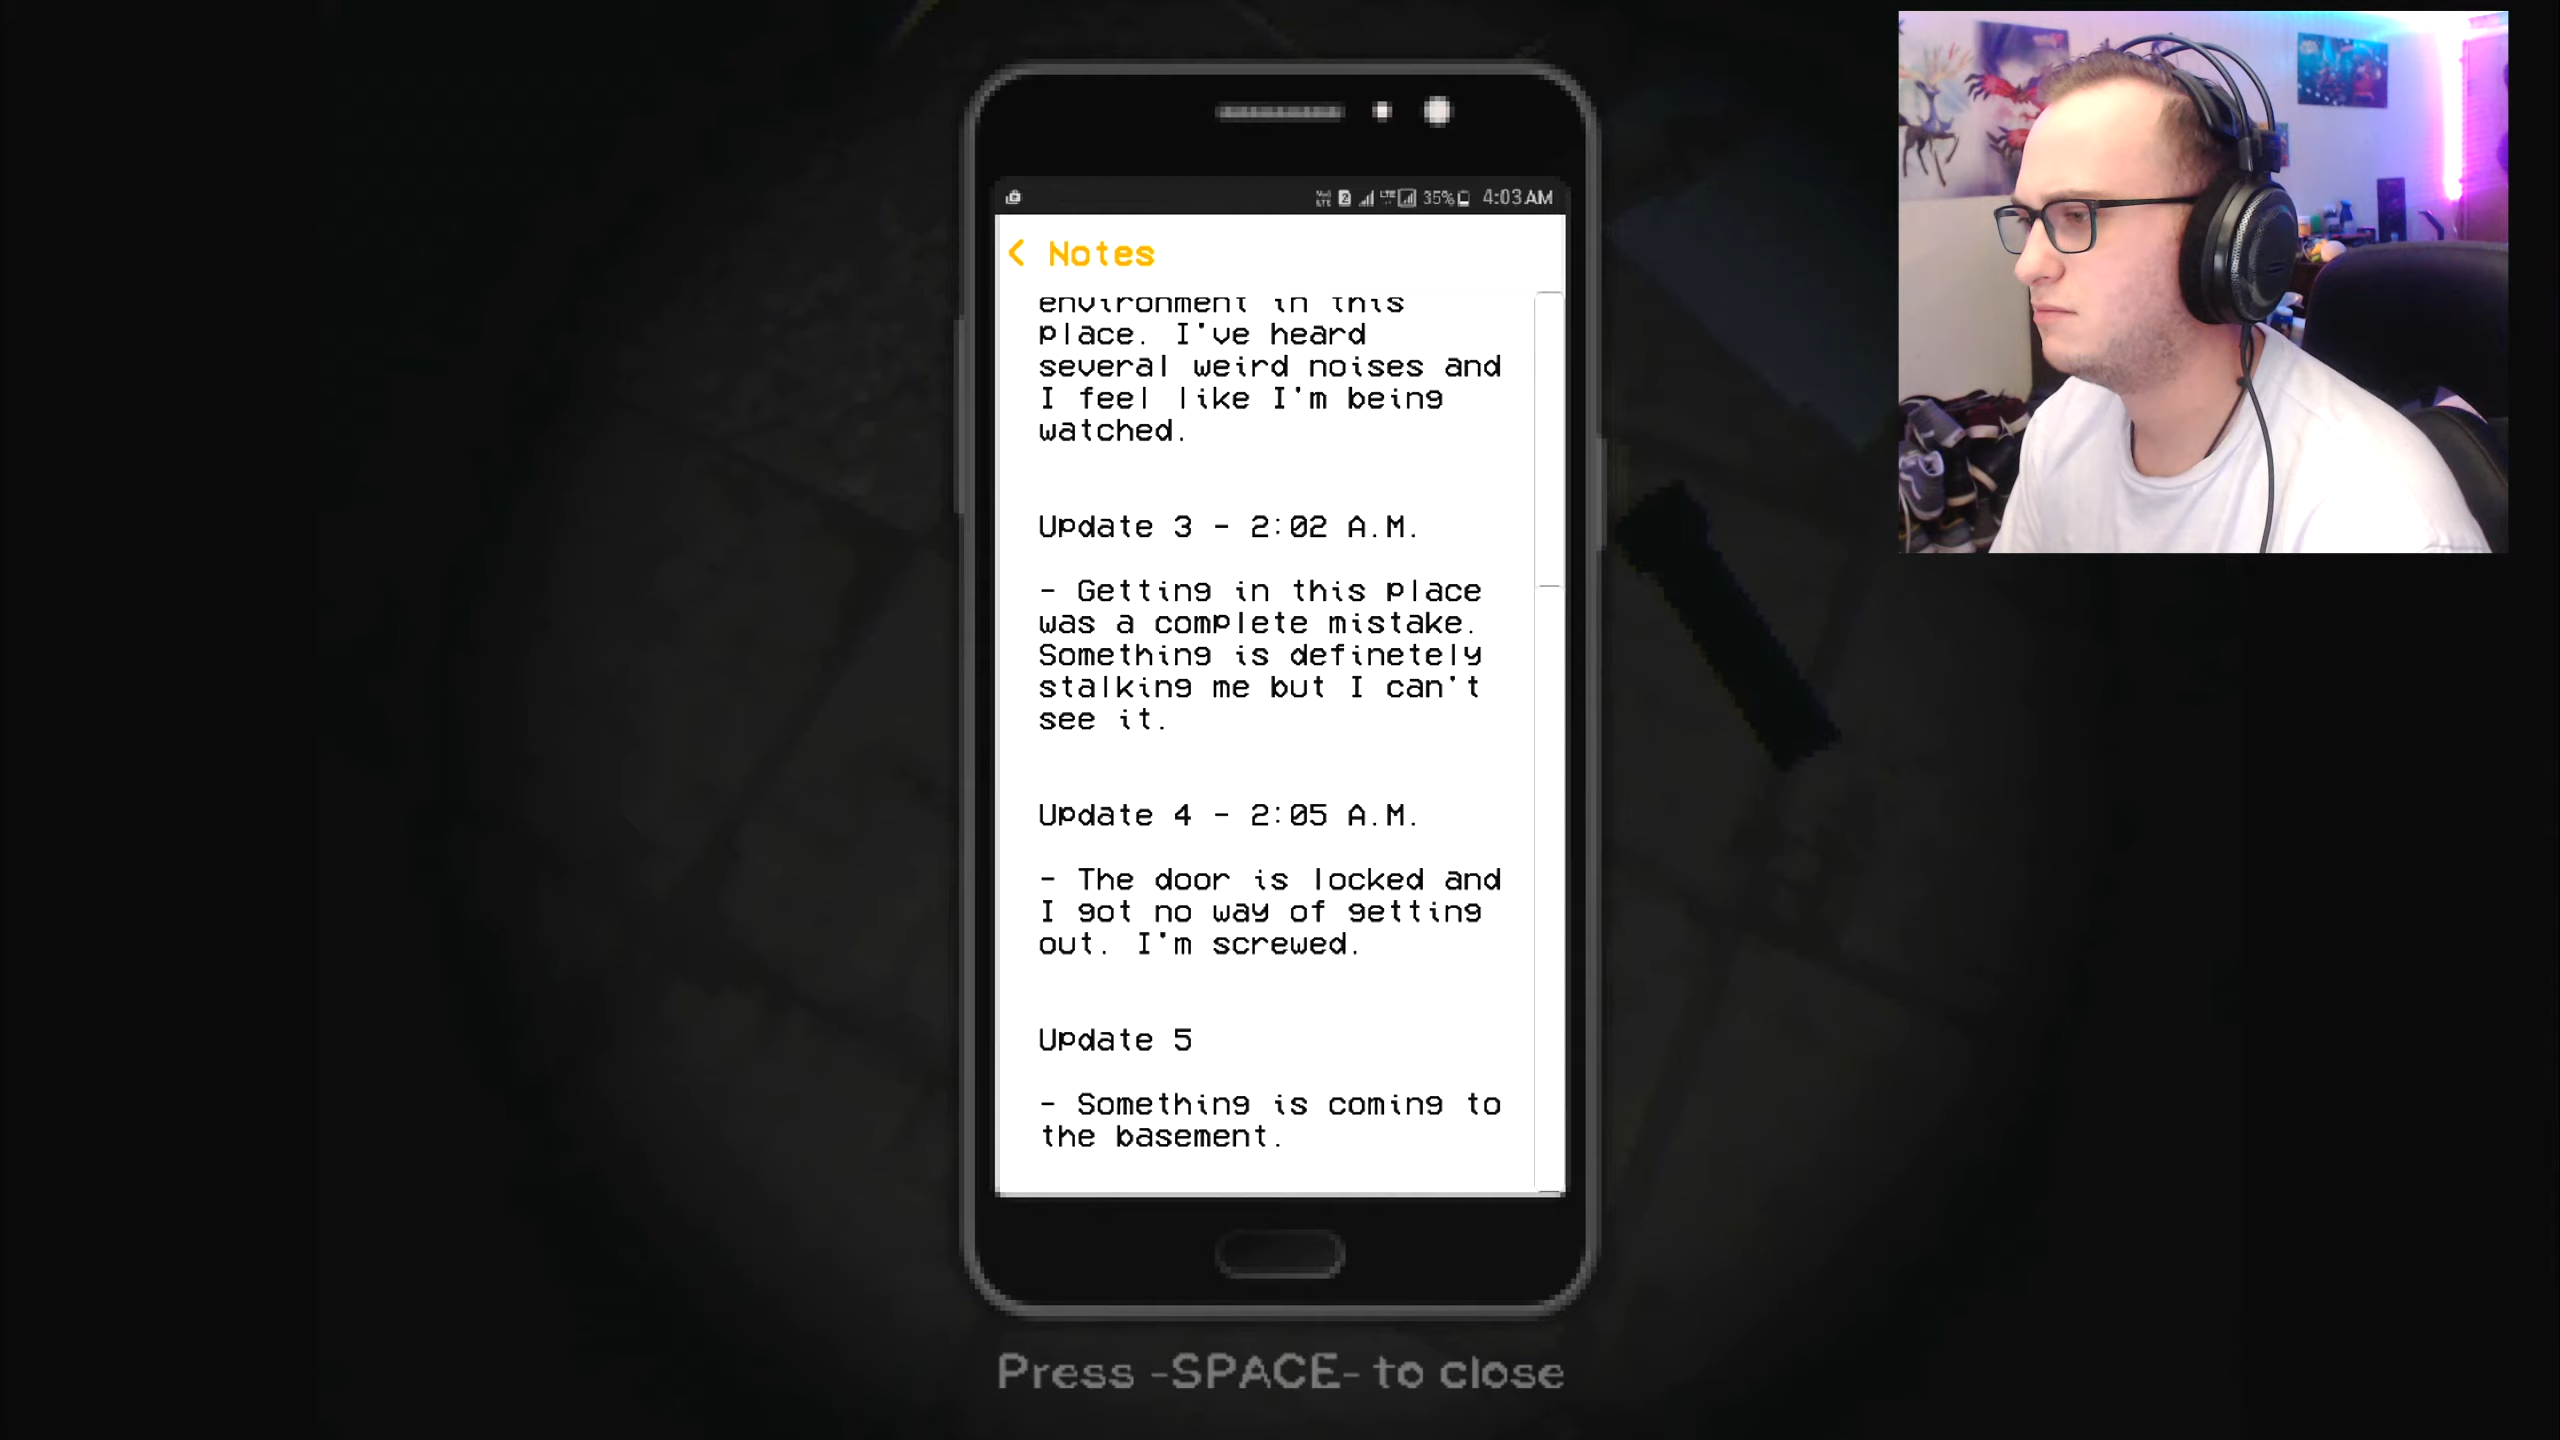 35% 4:03 AM
< Notes
environment in this
place. I've heard
several weird noises and
I feel like I'm being
watched.
Update 3 - 2:02 A.M.
- Getting in this place
was a complete mistake.
Something is definetely
stalking me but I can't
see it.
Update 4 - 2:05 A.M.
- The door is locked and
I got no way of getting
out. I'm screwed.
Update 5
- Something is coming to
the basement.
Press -SPACE- to close